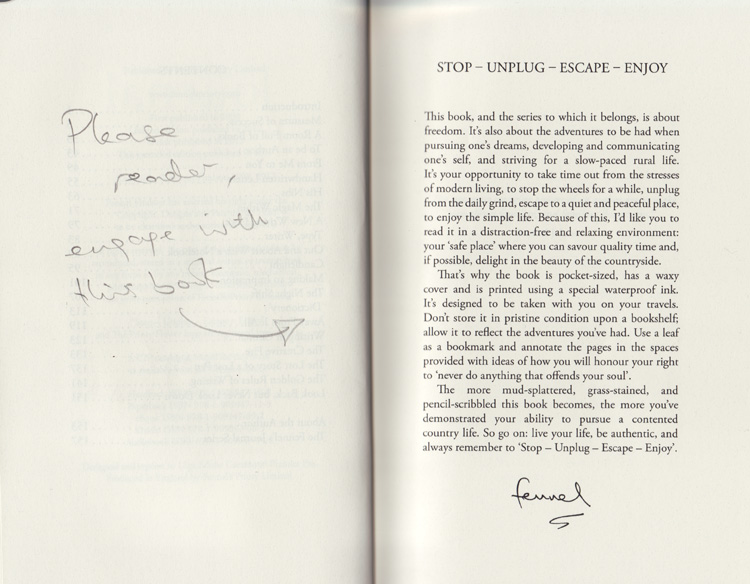 Please
reader,
engage with
this book
STOP – UNPLUG – ESCAPE – ENJOY
This book, and the series to which it belongs, is about
freedom. It's also about the adventures to be had when
pursuing one's dreams, developing and communicating
one's self, and striving for a slow-paced rural life.
It's your opportunity to take time out from the stresses
of modern living, to stop the wheels for a while, unplug
from the daily grind, escape to a quiet and peaceful place,
to enjoy the simple life. Because of this, I'd like you to
read it in a distraction-free and relaxing environment:
your 'safe place' where you can savour quality time and,
if possible, delight in the beauty of the countryside.
That's why the book is pocket-sized, has a waxy
cover and is printed using a special waterproof ink.
It's designed to be taken with you on your travels.
Don't store it in pristine condition upon a bookshelf;
allow it to reflect the adventures you've had. Use a leaf
as a bookmark and annotate the pages in the spaces
provided with ideas of how you will honour your right
to 'never do anything that offends your soul'.
The more mud-splattered, grass-stained, and
pencil-scribbled this book becomes, the more you've
demonstrated your ability to pursue a contented
country life. So go on: live your life, be authentic, and
always remember to 'Stop – Unplug – Escape – Enjoy'.
fennel